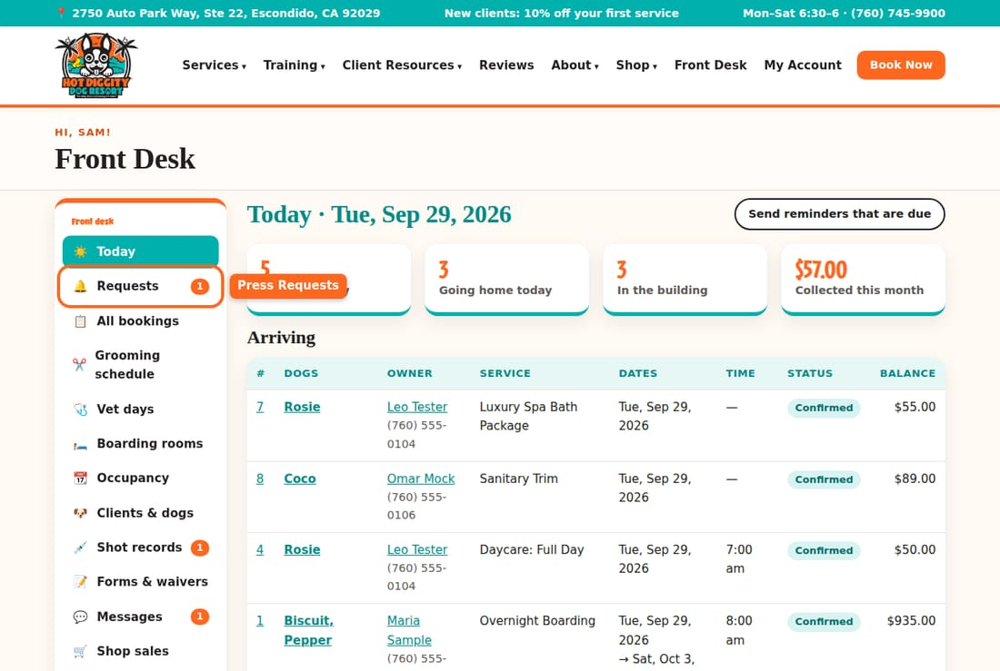 📍 2750 Auto Park Way, Ste 22, Escondido, CA 92029
New clients: 10% off your first service
Mon–Sat 6:30–6 · (760) 745-9900
HOT DIGGITY
DOG RESORT
Services ▾
Training ▾
Client Resources ▾
Reviews
About ▾
Shop ▾
Front Desk
My Account
Book Now
HI, SAM!
Front Desk
Front desk
☀️ Today
🔔 Requests 1
📋 All bookings
✂️ Grooming
schedule
🩺 Vet days
🛏️ Boarding rooms
📆 Occupancy
🐶 Clients & dogs
💉 Shot records 1
📝 Forms & waivers
💬 Messages 1
🛒 Shop sales
Press Requests
Today · Tue, Sep 29, 2026
Send reminders that are due
5
3
Going home today
3
In the building
$57.00
Collected this month
Arriving
# DOGS OWNER SERVICE DATES TIME STATUS BALANCE
7 Rosie Leo Tester Luxury Spa Bath Tue, Sep 29, — Confirmed $55.00
(760) 555- Package 2026
0104
8 Coco Omar Mock Sanitary Trim Tue, Sep 29, — Confirmed $89.00
(760) 555- 2026
0106
4 Rosie Leo Tester Daycare: Full Day Tue, Sep 29, 7:00 Confirmed $50.00
(760) 555- 2026 am
0104
1 Biscuit, Maria Overnight Boarding Tue, Sep 29, 8:00 Confirmed $935.00
Pepper Sample 2026 am
(760) 555- → Sat, Oct 3,